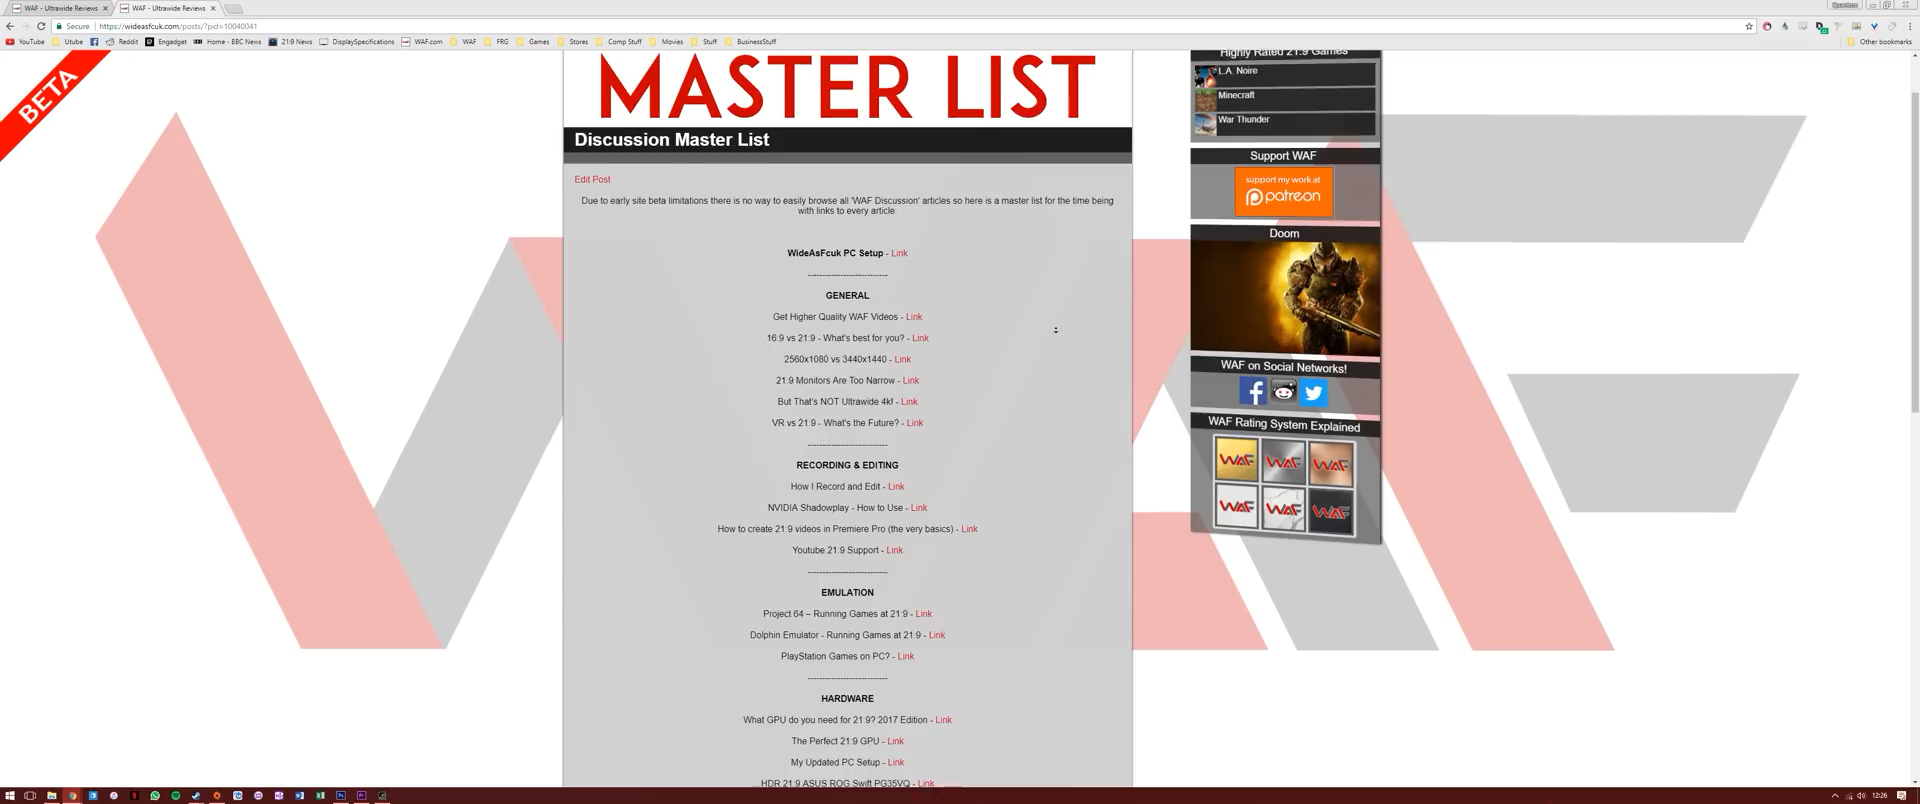 WAF - Ultrawide Reviews
WAF - Ultrawide Reviews
Quantum
Secure
https://wideasfcuk.com/posts/?pid=10040041
YouTube
Utube
Reddit
Engadget
Home - BBC News
21:9 News
DisplaySpecifications
WAF.com
WAF
FRG
Games
Stores
Comp Stuff
Movies
Stuff
BusinessStuff
Other bookmarks
BETA
MASTER LIST
Discussion Master List
Edit Post
Due to early site beta limitations there is no way to easily browse all 'WAF Discussion' articles so here is a master list for the time being
with links to every article.
WideAsFcuk PC Setup - Link
----------------------------
GENERAL
Get Higher Quality WAF Videos - Link
16:9 vs 21:9 - What's best for you? - Link
2560x1080 vs 3440x1440 - Link
21:9 Monitors Are Too Narrow - Link
But That's NOT Ultrawide 4k! - Link
VR vs 21:9 - What's the Future? - Link
----------------------------
RECORDING & EDITING
How I Record and Edit - Link
NVIDIA Shadowplay - How to Use - Link
How to create 21:9 videos in Premiere Pro (the very basics) - Link
Youtube 21:9 Support - Link
----------------------------
EMULATION
Project 64 – Running Games at 21:9 - Link
Dolphin Emulator - Running Games at 21:9 - Link
PlayStation Games on PC? - Link
----------------------------
HARDWARE
What GPU do you need for 21:9? 2017 Edition - Link
The Perfect 21:9 GPU - Link
My Updated PC Setup - Link
HDR 21:9 ASUS ROG Swift PG35VQ - Link
Highly Rated 21:9 Games
L.A. Noire
Minecraft
War Thunder
Support WAF
support my work at
patreon
Doom
WAF on Social Networks!
WAF Rating System Explained
WAF WAF WAF
WAF WAF WAF
12:26